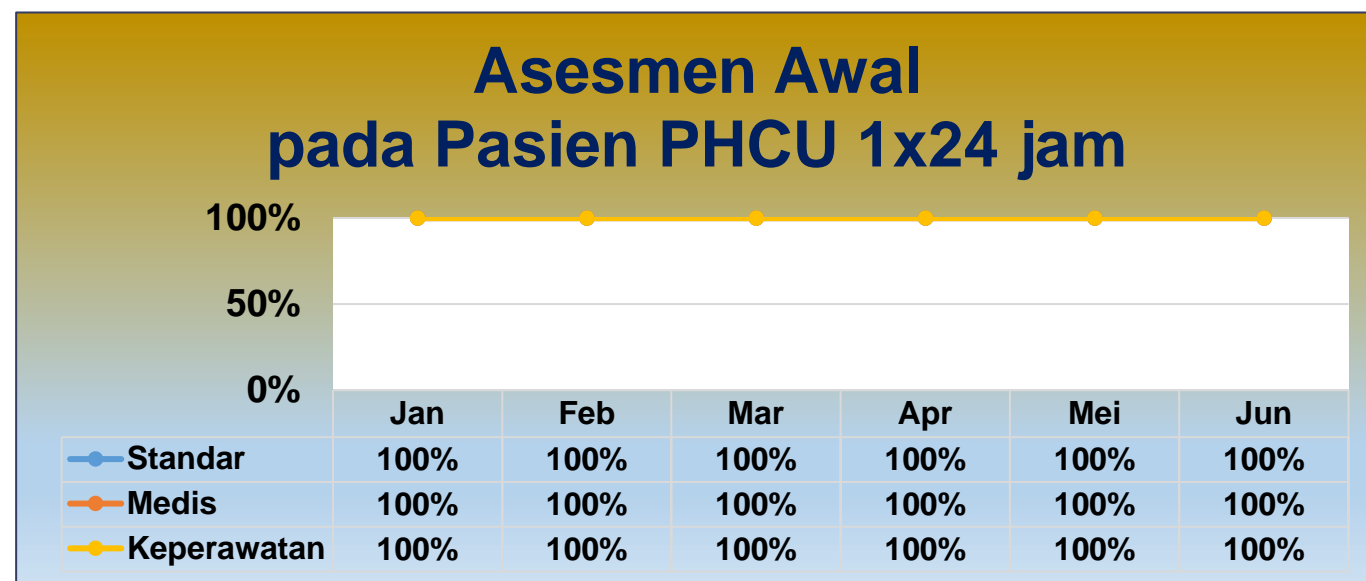 Asesmen Awal
pada Pasien PHCU 1x24 jam
100%
50%
0%
Jan Feb Mar Apr Mei Jun
Standar 100% 100% 100% 100% 100% 100%
Medis 100% 100% 100% 100% 100% 100%
Keperawatan 100% 100% 100% 100% 100% 100%